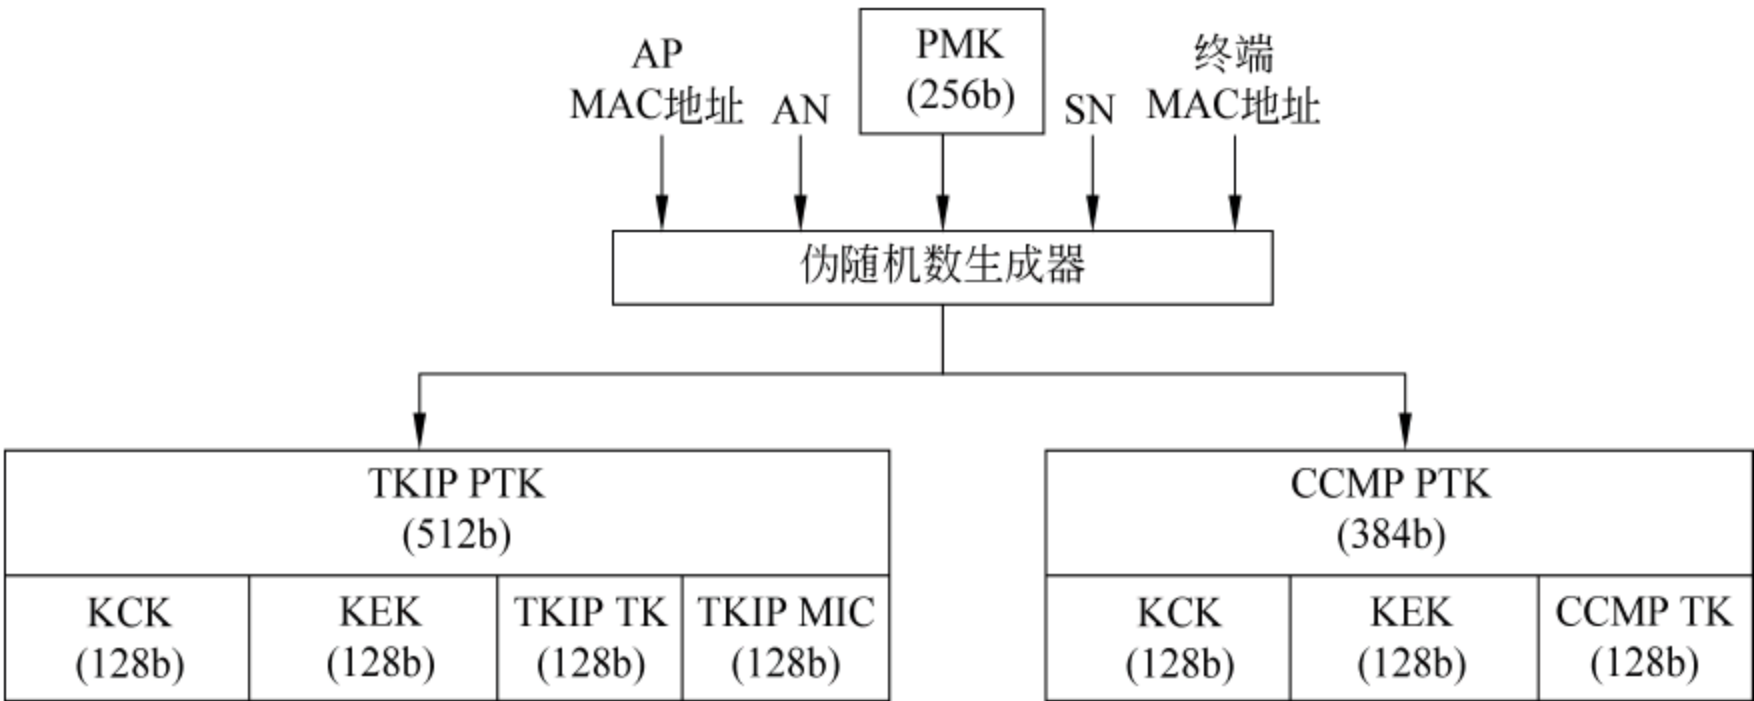 AP
MAC地址
AN
PMK
(256b)
SN
终端
MAC地址
伪随机数生成器
TKIP PTK
(512b)
KCK
(128b)
KEK
(128b)
TKIP TK
(128b)
TKIP MIC
(128b)
CCMP PTK
(384b)
KCK
(128b)
KEK
(128b)
CCMP TK
(128b)